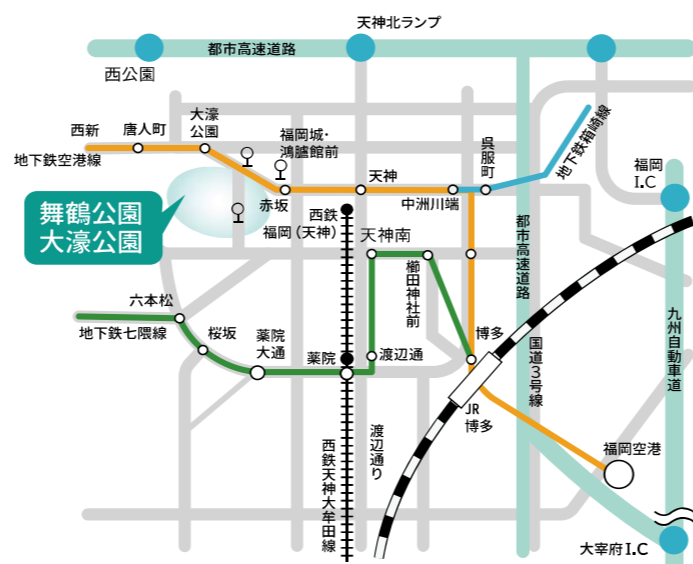 天神北ランプ
都市高速道路
西公園
西新
唐人町
大濠
公園
福岡城・
鴻臚館前
呉服町
地下鉄箱崎線
福岡
I.C
地下鉄空港線
赤坂
天神
中洲川端
舞鶴公園
大濠公園
西鉄
福岡（天神）
天神南
櫛田神社前
都市高速道路
六本松
地下鉄七隈線
桜坂
薬院
大通
薬院
渡辺通
博多
国道3号線
九州自動車道
JR
博多
福岡空港
西鉄天神大牟田線
渡辺通り
大宰府I.C